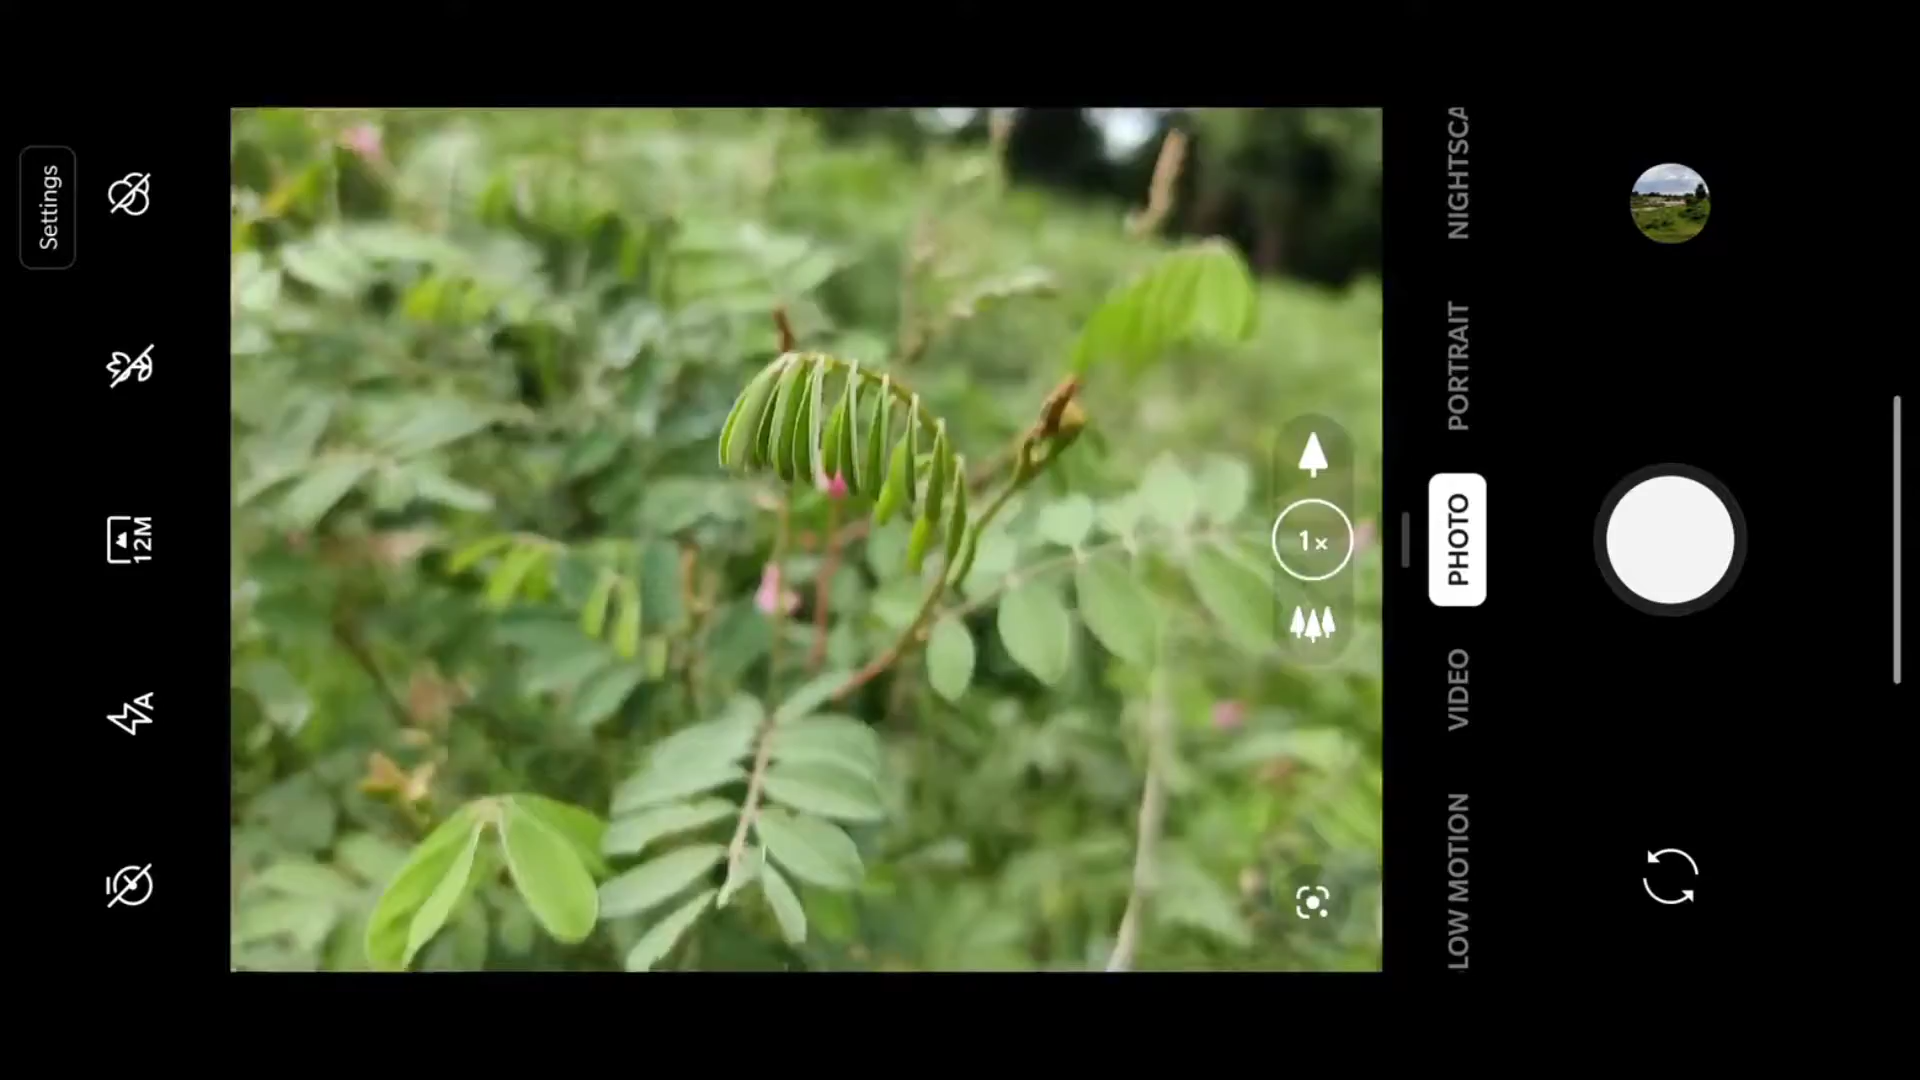 Settings
12M
A
1×
NIGHTSCA
PORTRAIT
PHOTO
VIDEO
LOW MOTION